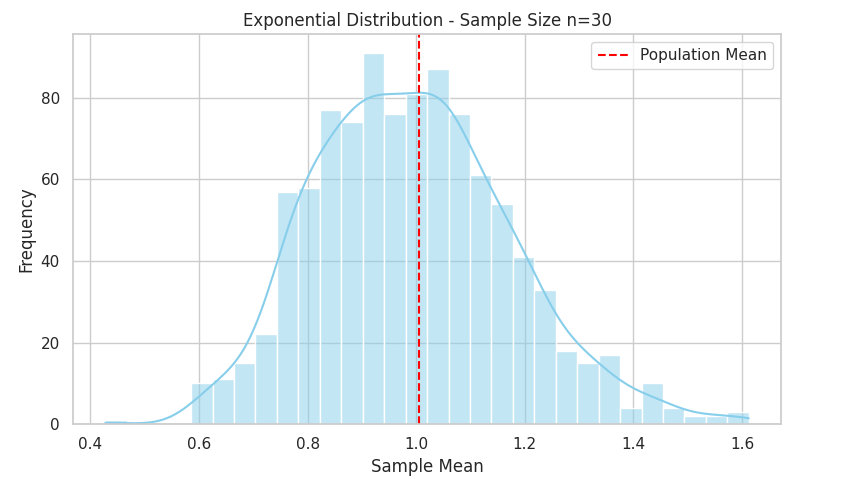 Exponential Distribution - Sample Size n=30
Population Mean
Frequency
80
60
40
20
0
0.4 0.6 0.8 1.0 1.2 1.4 1.6
Sample Mean